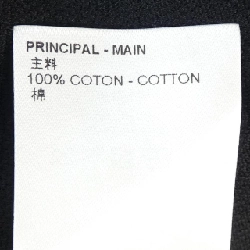 PRINCIPAL - MAIN
主料
100% COTON - COTTON
棉